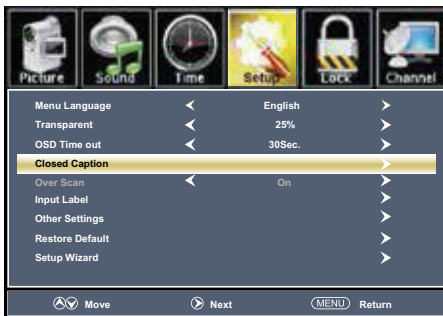 Picture Sound Time Setup Lock Channel
Menu Language English
Transparent 25%
OSD Time out 30Sec.
Closed Caption
Over Scan On
Input Label
Other Settings
Restore Default
Setup Wizard
Move Next MENU Return